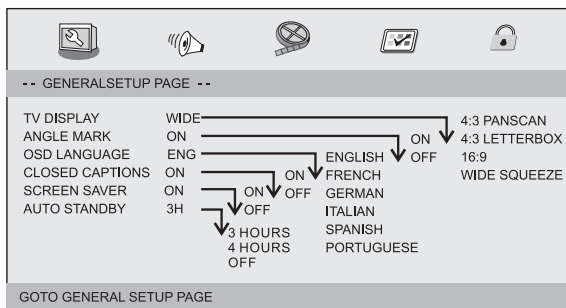 -- GENERALSETUP PAGE --
TV DISPLAY WIDE
ANGLE MARK ON
OSD LANGUAGE ENG
CLOSED CAPTIONS ON
SCREEN SAVER ON
AUTO STANDBY 3H
3 HOURS
4 HOURS
OFF
ON
OFF
ON
OFF
ENGLISH
FRENCH
GERMAN
ITALIAN
SPANISH
PORTUGUESE
ON
OFF
4:3 PANSCAN
4:3 LETTERBOX
16:9
WIDE SQUEEZE
GOTO GENERAL SETUP PAGE